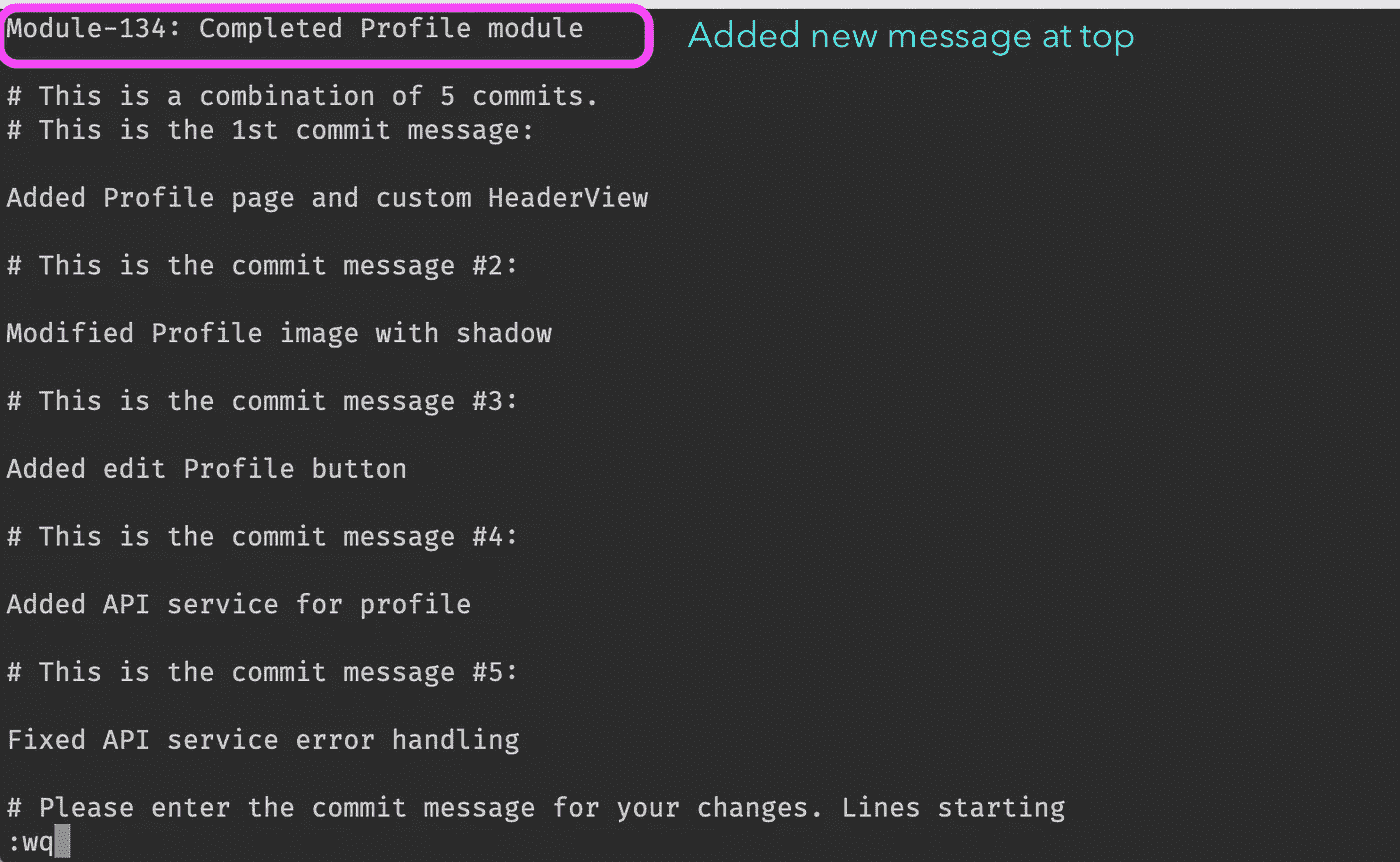 Module-134: Completed Profile module
Added new message at top
# This is a combination of 5 commits.
# This is the 1st commit message:
Added Profile page and custom HeaderView
# This is the commit message #2:
Modified Profile image with shadow
# This is the commit message #3:
Added edit Profile button
# This is the commit message #4:
Added API service for profile
# This is the commit message #5:
Fixed API service error handling
# Please enter the commit message for your changes. Lines starting
:wq